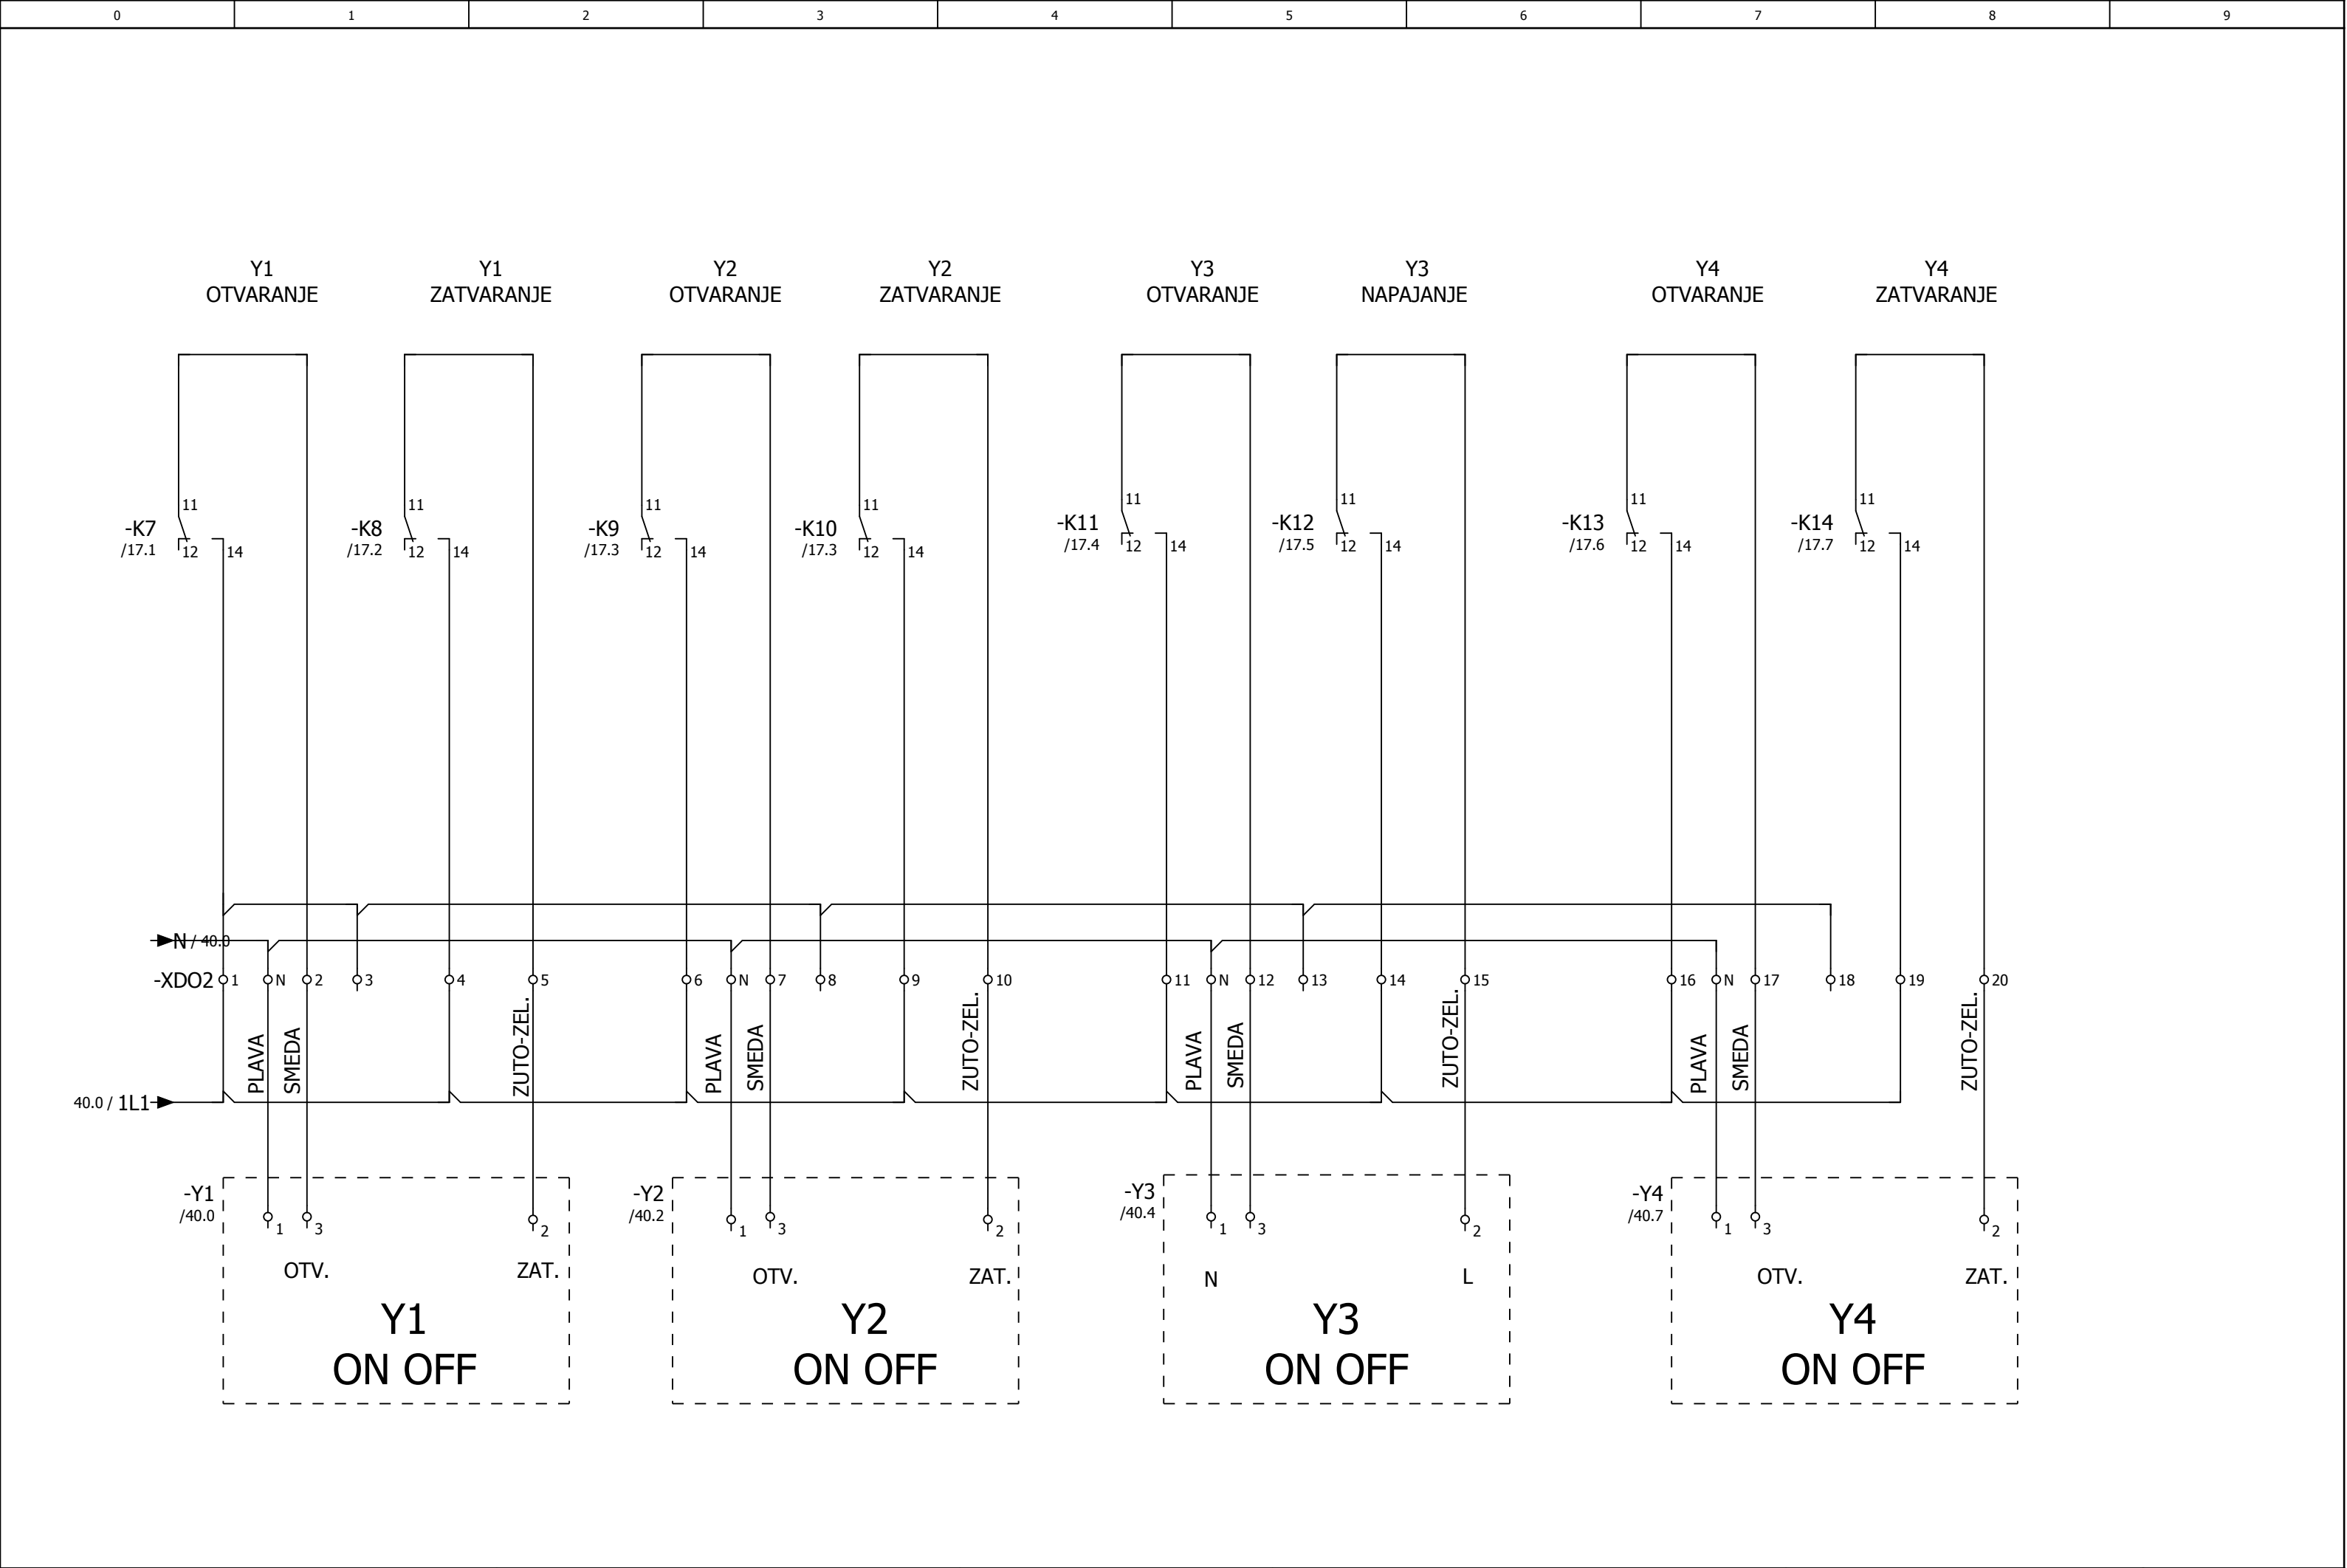 0 1 2 3 4 5 6 7 8 9
Y1 Y1 Y2 Y2 Y3 Y3 Y4 Y4
OTVARANJE ZATVARANJE OTVARANJE ZATVARANJE OTVARANJE NAPAJANJE OTVARANJE ZATVARANJE
11 11 11 11 11 11 11 11
-K7 -K8 -K9 -K10 -K11 -K12 -K13 -K14
/17.1 /17.2 /17.3 /17.3 /17.4 /17.5 /17.6 /17.7
12 14 12 14 12 14 12 14 12 14 12 14 12 14 12 14
N / 40.0
-XDO2 1 N 2 3 4 5 6 N 7 8 9 10 11 N 12 13 14 15 16 N 17 18 19 20
PLAVA SMEDA ZUTO-ZEL. PLAVA SMEDA ZUTO-ZEL. PLAVA SMEDA ZUTO-ZEL. PLAVA SMEDA ZUTO-ZEL.
40.0 / 1L1
-Y1 -Y2 -Y3 -Y4
/40.0 /40.2 /40.4 /40.7
1 3 2 1 3 2 1 3 2 1 3 2
OTV. ZAT. OTV. ZAT. N L OTV. ZAT.
Y1 Y2 Y3 Y4
ON OFF ON OFF ON OFF ON OFF